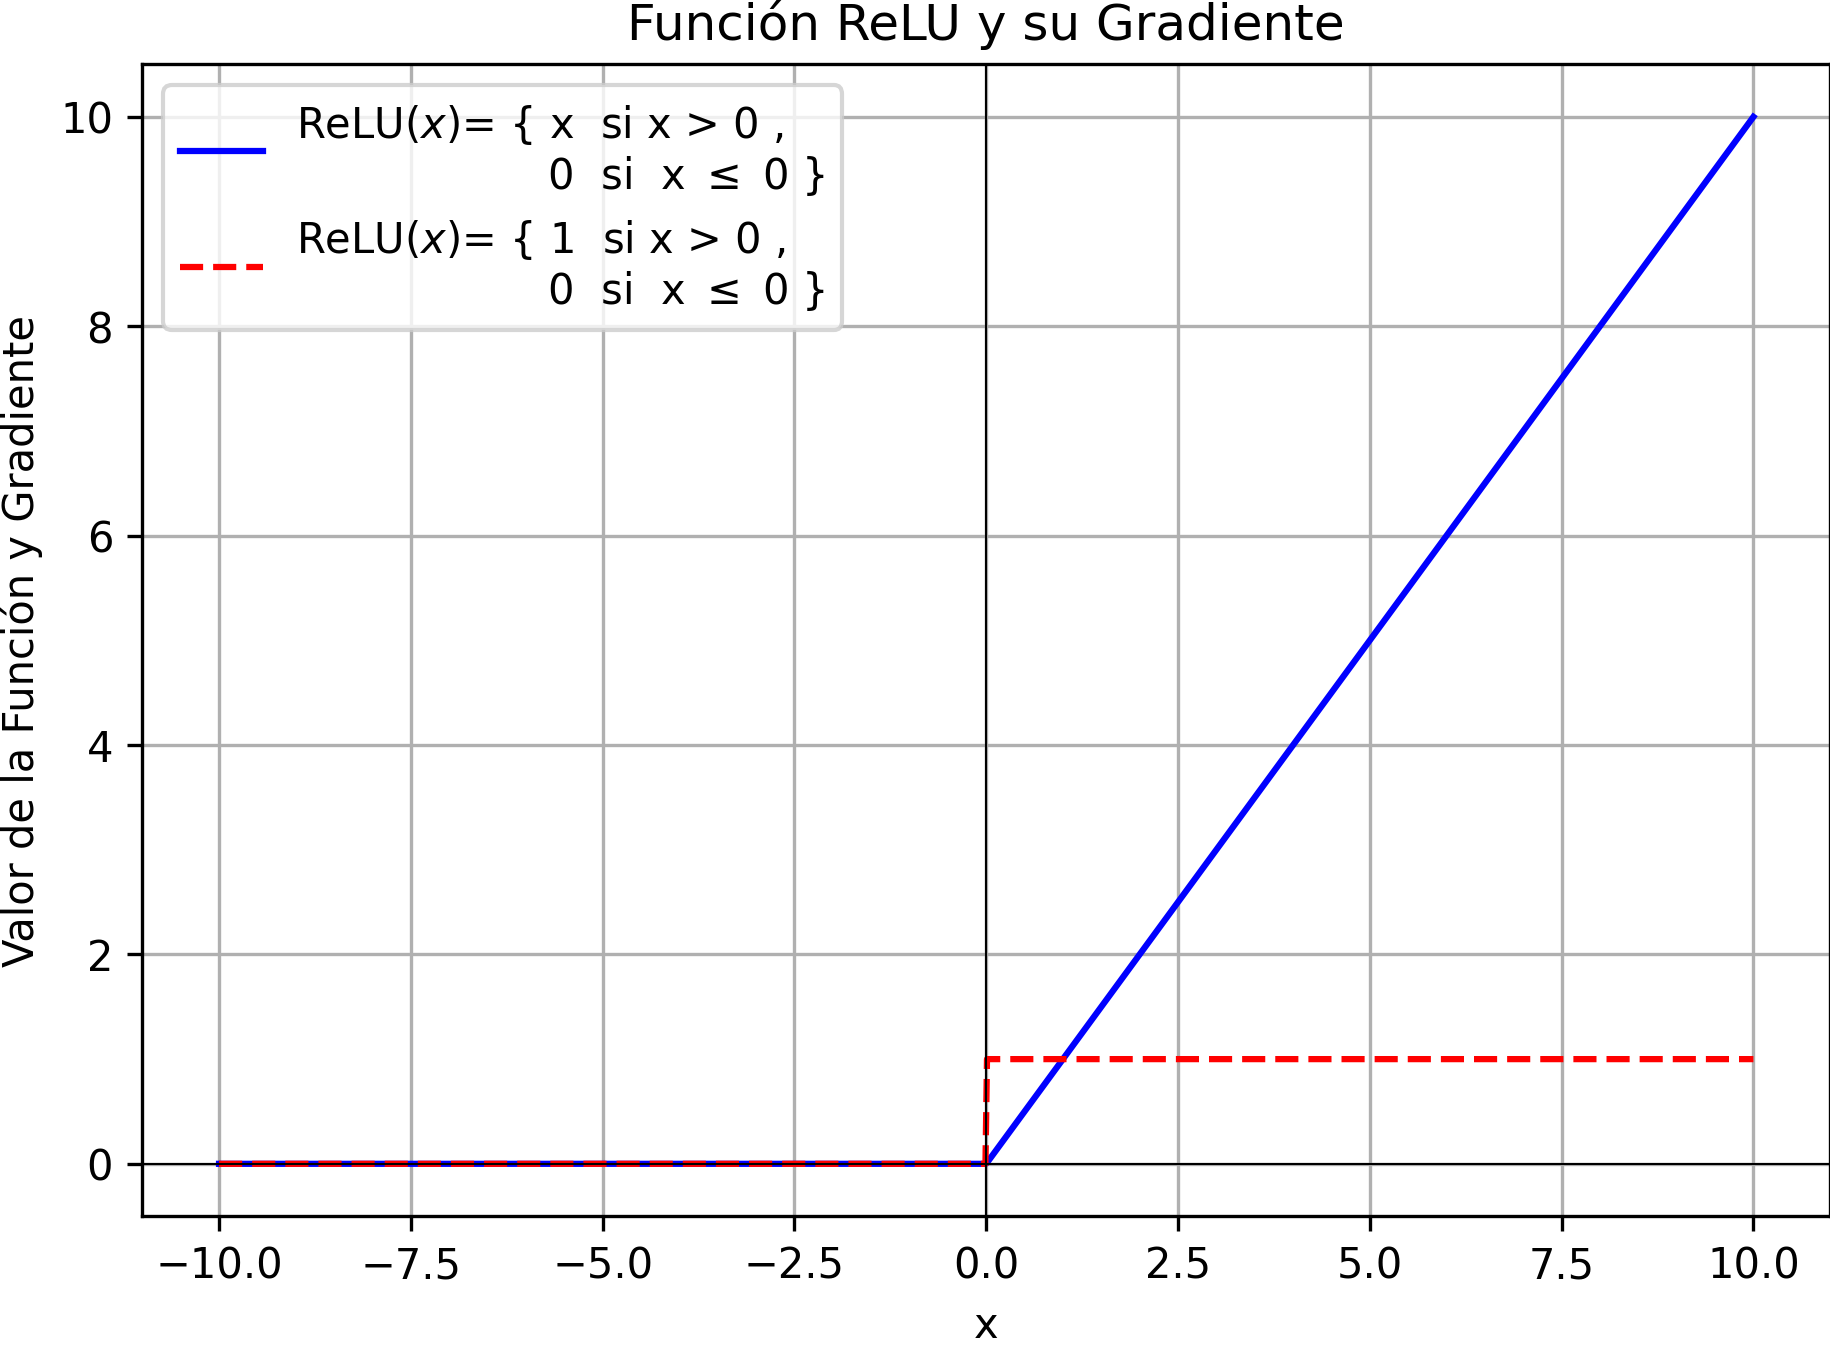 Función ReLU y su Gradiente
ReLU(x)= { x si x > 0 ,
0 si x ≤ 0 }
ReLU(x)= { 1 si x > 0 ,
0 si x ≤ 0 }
Valor de la Función y Gradiente
10
8
6
4
2
0
−10.0 −7.5 −5.0 −2.5 0.0 2.5 5.0 7.5 10.0
x